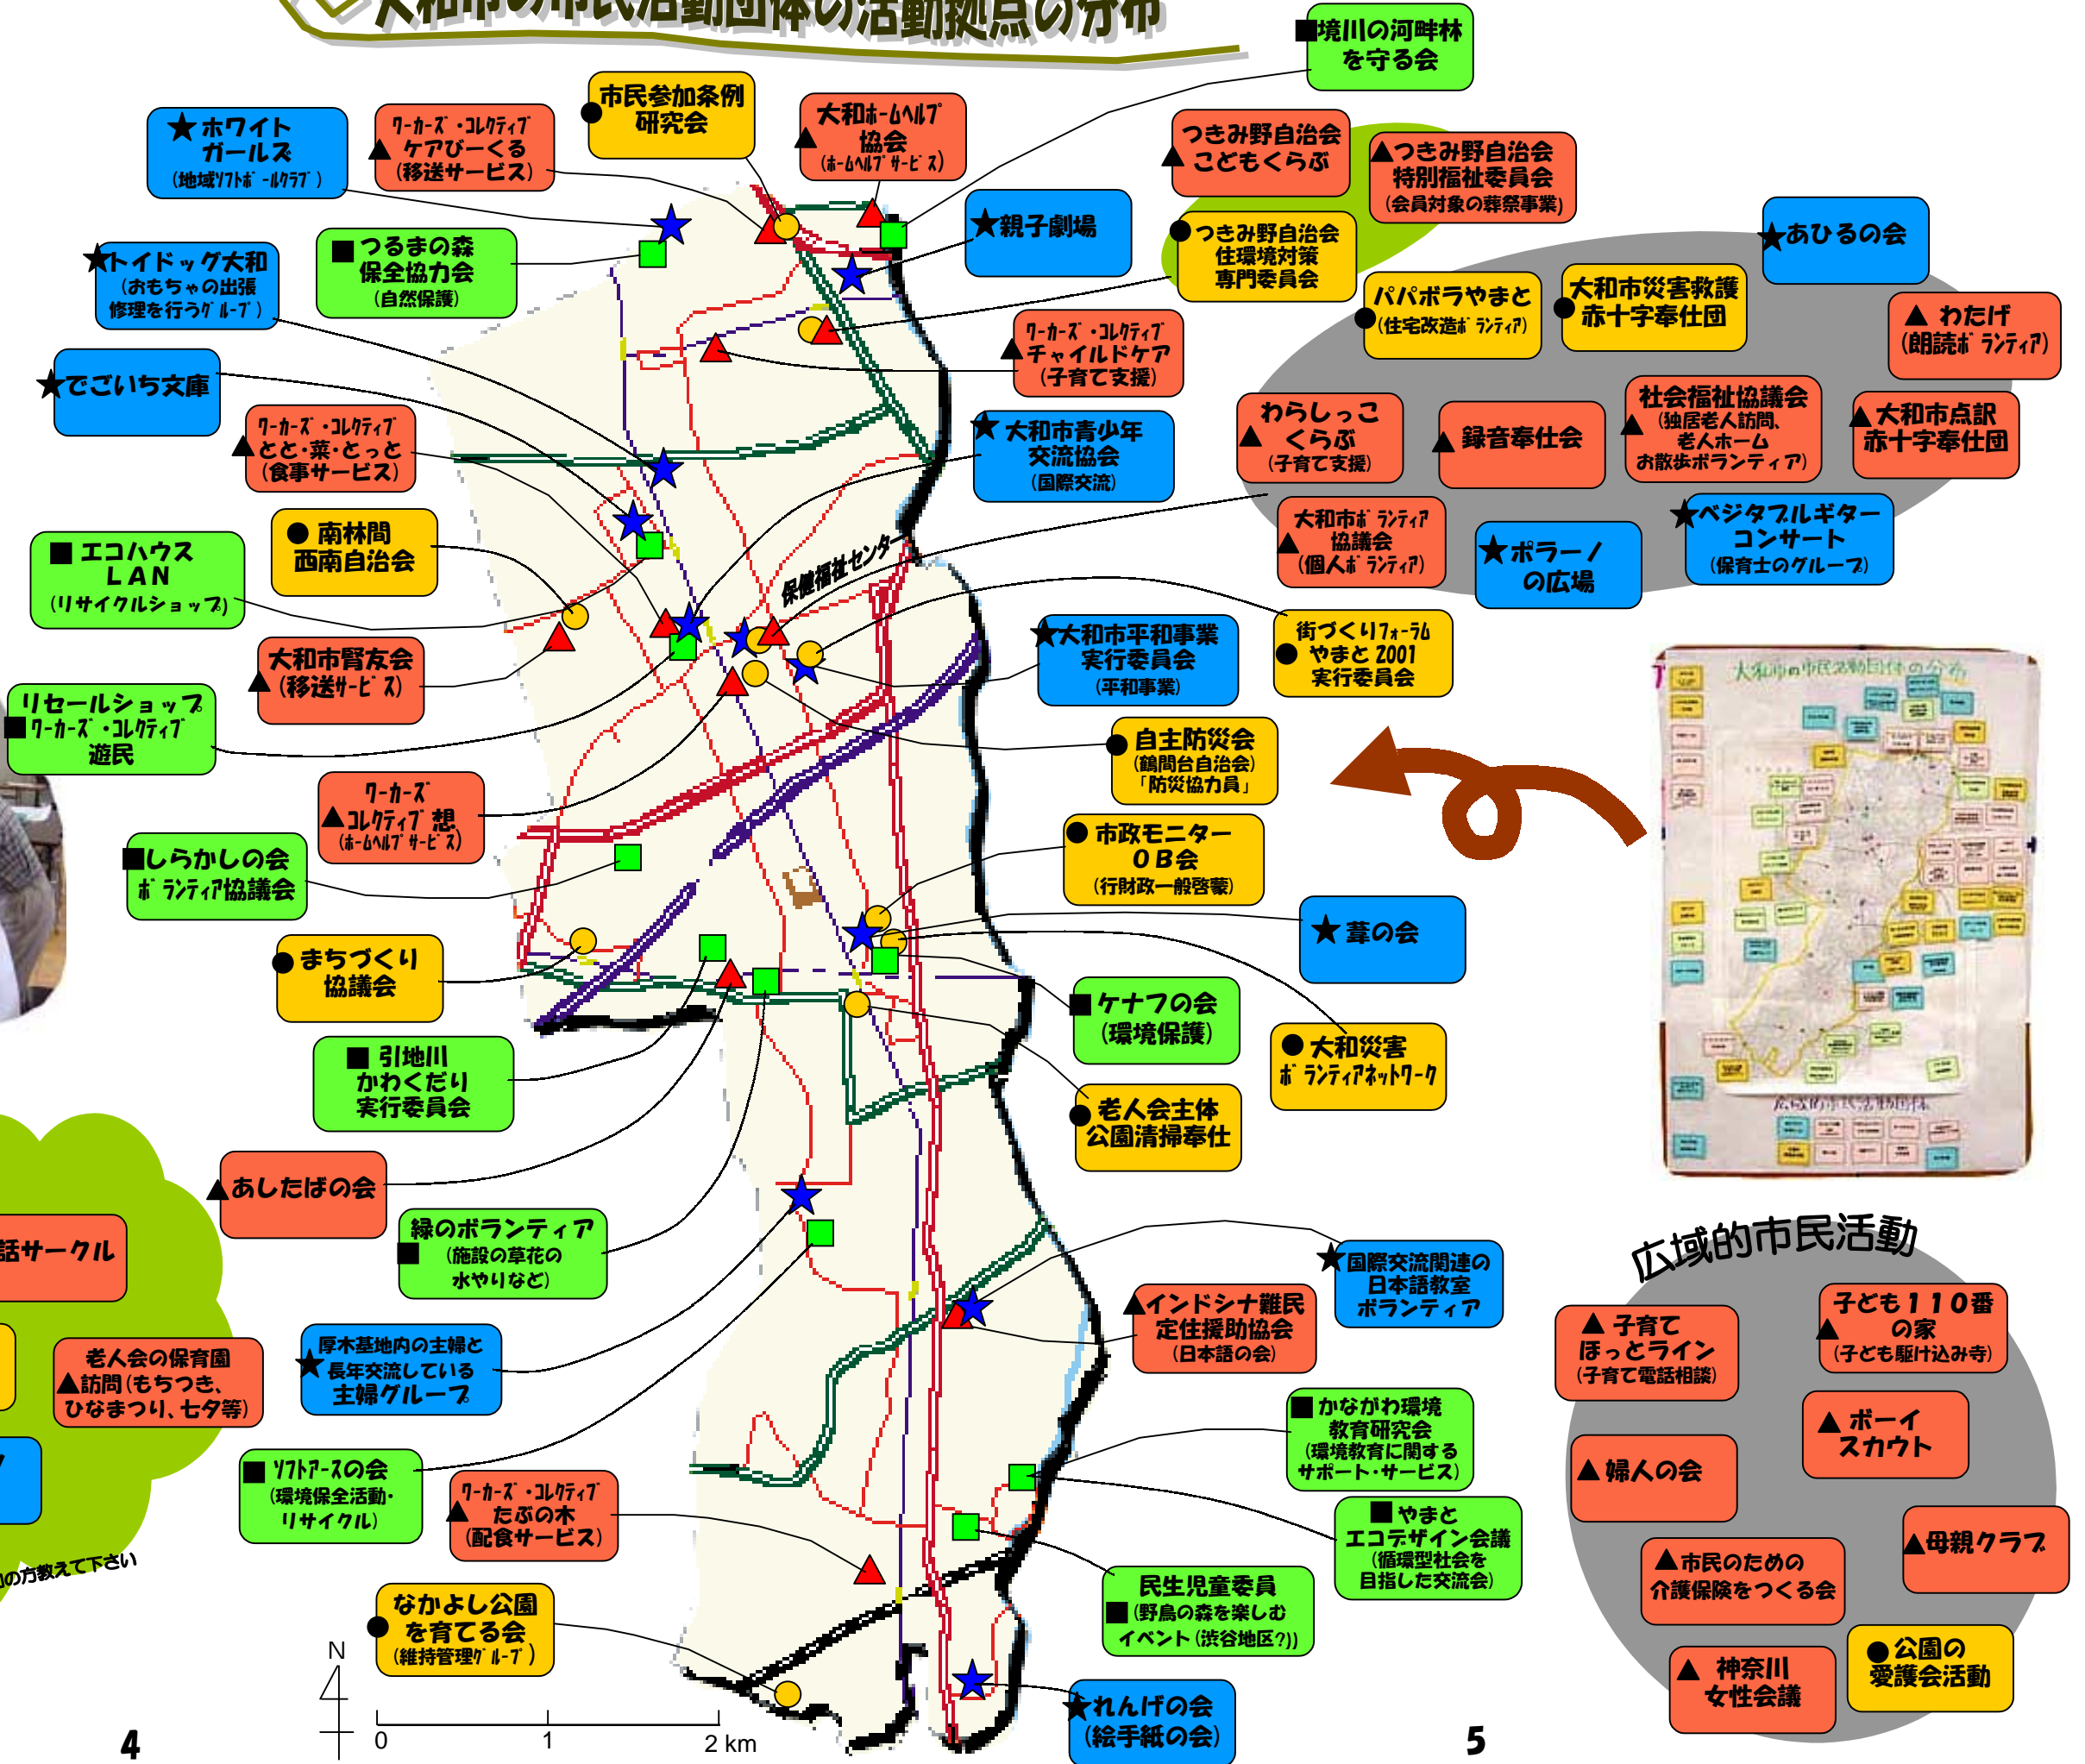 大和市の市民活動団体の活動拠点の分布
■境川の河畔林
を守る会
●市民参加条例
研究会
★ホワイト
ガールズ
(地域ｿﾌﾄﾎﾞｰﾙｸﾗﾌﾞ)
ﾜｰｶｰｽﾞ・ｺﾚｸﾃｨﾌﾞ
▲ケアびーくる
(移送サービス)
大和ﾎｰﾑﾍﾙﾌﾟ
▲協会
(ﾎｰﾑﾍﾙﾌﾟｻｰﾋﾞｽ)
つきみ野自治会
▲こどもくらぶ
▲つきみ野自治会
特別福祉委員会
(会員対象の葬祭事業)
★親子劇場
●つきみ野自治会
住環境対策
専門委員会
★あひるの会
★トイドッグ大和
(おもちゃの出張
修理を行うｸﾞﾙｰﾌﾟ)
■つるまの森
保全協力会
(自然保護)
パパボラやまと
●(住宅改造ﾎﾞﾗﾝﾃｨｱ)
大和市災害救護
●赤十字奉仕団
▲わたげ
(朗読ﾎﾞﾗﾝﾃｨｱ)
ﾜｰｶｰｽﾞ・ｺﾚｸﾃｨﾌﾞ
▲チャイルドケア
(子育て支援)
★でごいち文庫
ﾜｰｶｰｽﾞ・ｺﾚｸﾃｨﾌﾞ
▲とと・菜・とっと
(食事サービス)
★大和市青少年
交流協会
(国際交流)
わらしっこ
▲くらぶ
(子育て支援)
▲録音奉仕会
社会福祉協議会
▲(独居老人訪問、
老人ホーム
お散歩ボランティア)
▲大和市点訳
赤十字奉仕団
大和市ﾎﾞﾗﾝﾃｨｱ
▲協議会
(個人ﾎﾞﾗﾝﾃｨｱ)
★ポラーノ
の広場
★ベジタブルギター
コンサート
(保育士のグループ)
■エコハウス
ＬＡＮ
(リサイクルショップ)
●南林間
西南自治会
保健福祉センター
大和市腎友会
▲(移送ｻｰﾋﾞｽ)
★大和市平和事業
実行委員会
(平和事業)
街づくりﾌｫｰﾗﾑ
●やまと2001
実行委員会
リセールショップ
■ﾜｰｶｰｽﾞ・ｺﾚｸﾃｨﾌﾞ
遊民
●自主防災会
(鶴間台自治会)
「防災協力員」
ﾜｰｶｰｽﾞ
▲ｺﾚｸﾃｨﾌﾞ想
(ﾎｰﾑﾍﾙﾌﾟｻｰﾋﾞｽ)
●市政モニター
ＯＢ会
(行財政一般啓蒙)
■しらかしの会
ﾎﾞﾗﾝﾃｨｱ協議会
★葦の会
●まちづくり
協議会
■ケナフの会
(環境保護)
●大和災害
ﾎﾞﾗﾝﾃｨｱﾈｯﾄﾜｰｸ
■引地川
かわくだり
実行委員会
●老人会主体
公園清掃奉仕
▲あしたばの会
緑のボランティア
■(施設の草花の
水やりなど)
話サークル
老人会の保育園
▲訪問(もちつき、
ひなまつり、七夕等)
厚木基地内の主婦と
★長年交流している
主婦グループ
▲インドシナ難民
定住援助協会
(日本語の会)
★国際交流関連の
日本語教室
ボランティア
■ｿﾌﾄｱｰｽの会
(環境保全活動・
リサイクル)
ﾜｰｶｰｽﾞ・ｺﾚｸﾃｨﾌﾞ
▲たぶの木
(配食サービス)
■かながわ環境
教育研究会
(環境教育に関する
サポート・サービス)
■やまと
エコデザイン会議
(循環型社会を
目指した交流会)
民生児童委員
■(野鳥の森を楽しむ
イベント(渋谷地区?))
なかよし公園
●を育てる会
(維持管理ｸﾞﾙｰﾌﾟ)
★れんげの会
(絵手紙の会)
の方教えて下さい
N
0 1 2 km
4
5
大和市の市民活動団体の分布
広域的市民活動団体
広域的市民活動
▲子育て
ほっとライン
(子育て電話相談)
子ども１１０番
▲の家
(子ども駆け込み寺)
▲ボーイ
スカウト
▲婦人の会
▲母親クラブ
▲市民のための
介護保険をつくる会
▲神奈川
女性会議
●公園の
愛護会活動